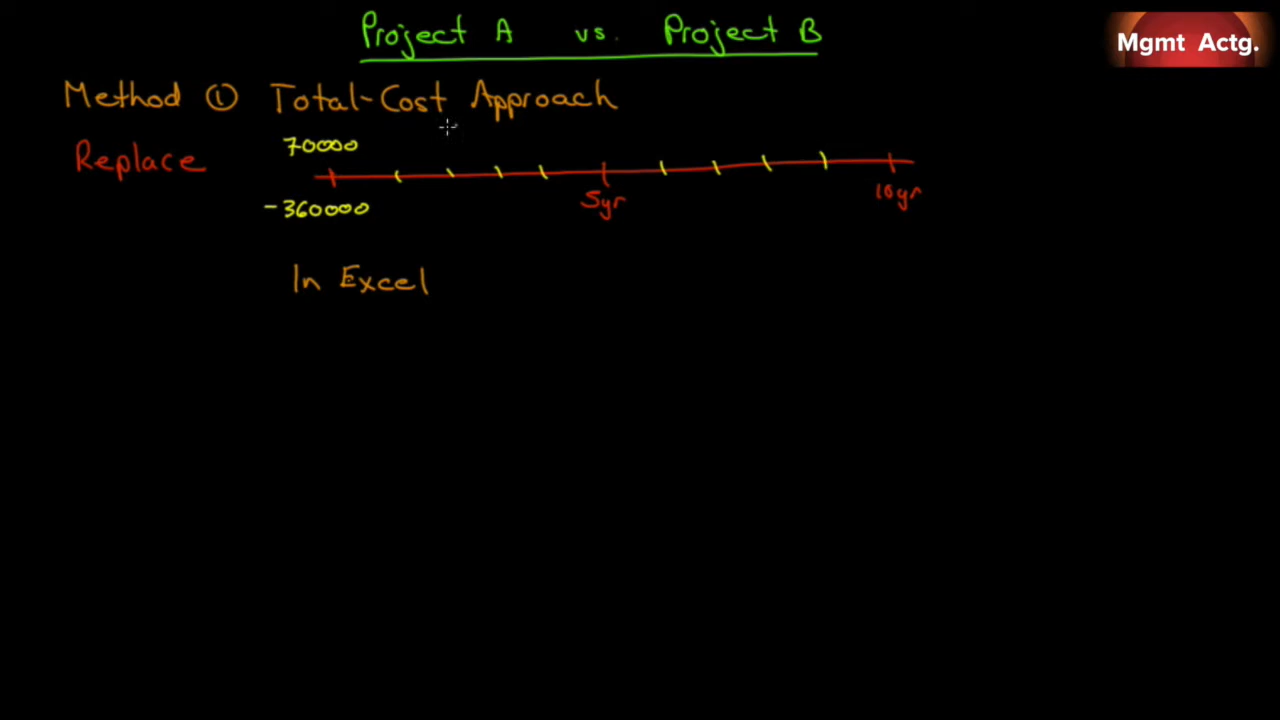 Project A vs. Project B
Mgmt Actg.
Method ① Total-Cost Approach
Replace
70000
-360000
5yr
10yr
In Excel